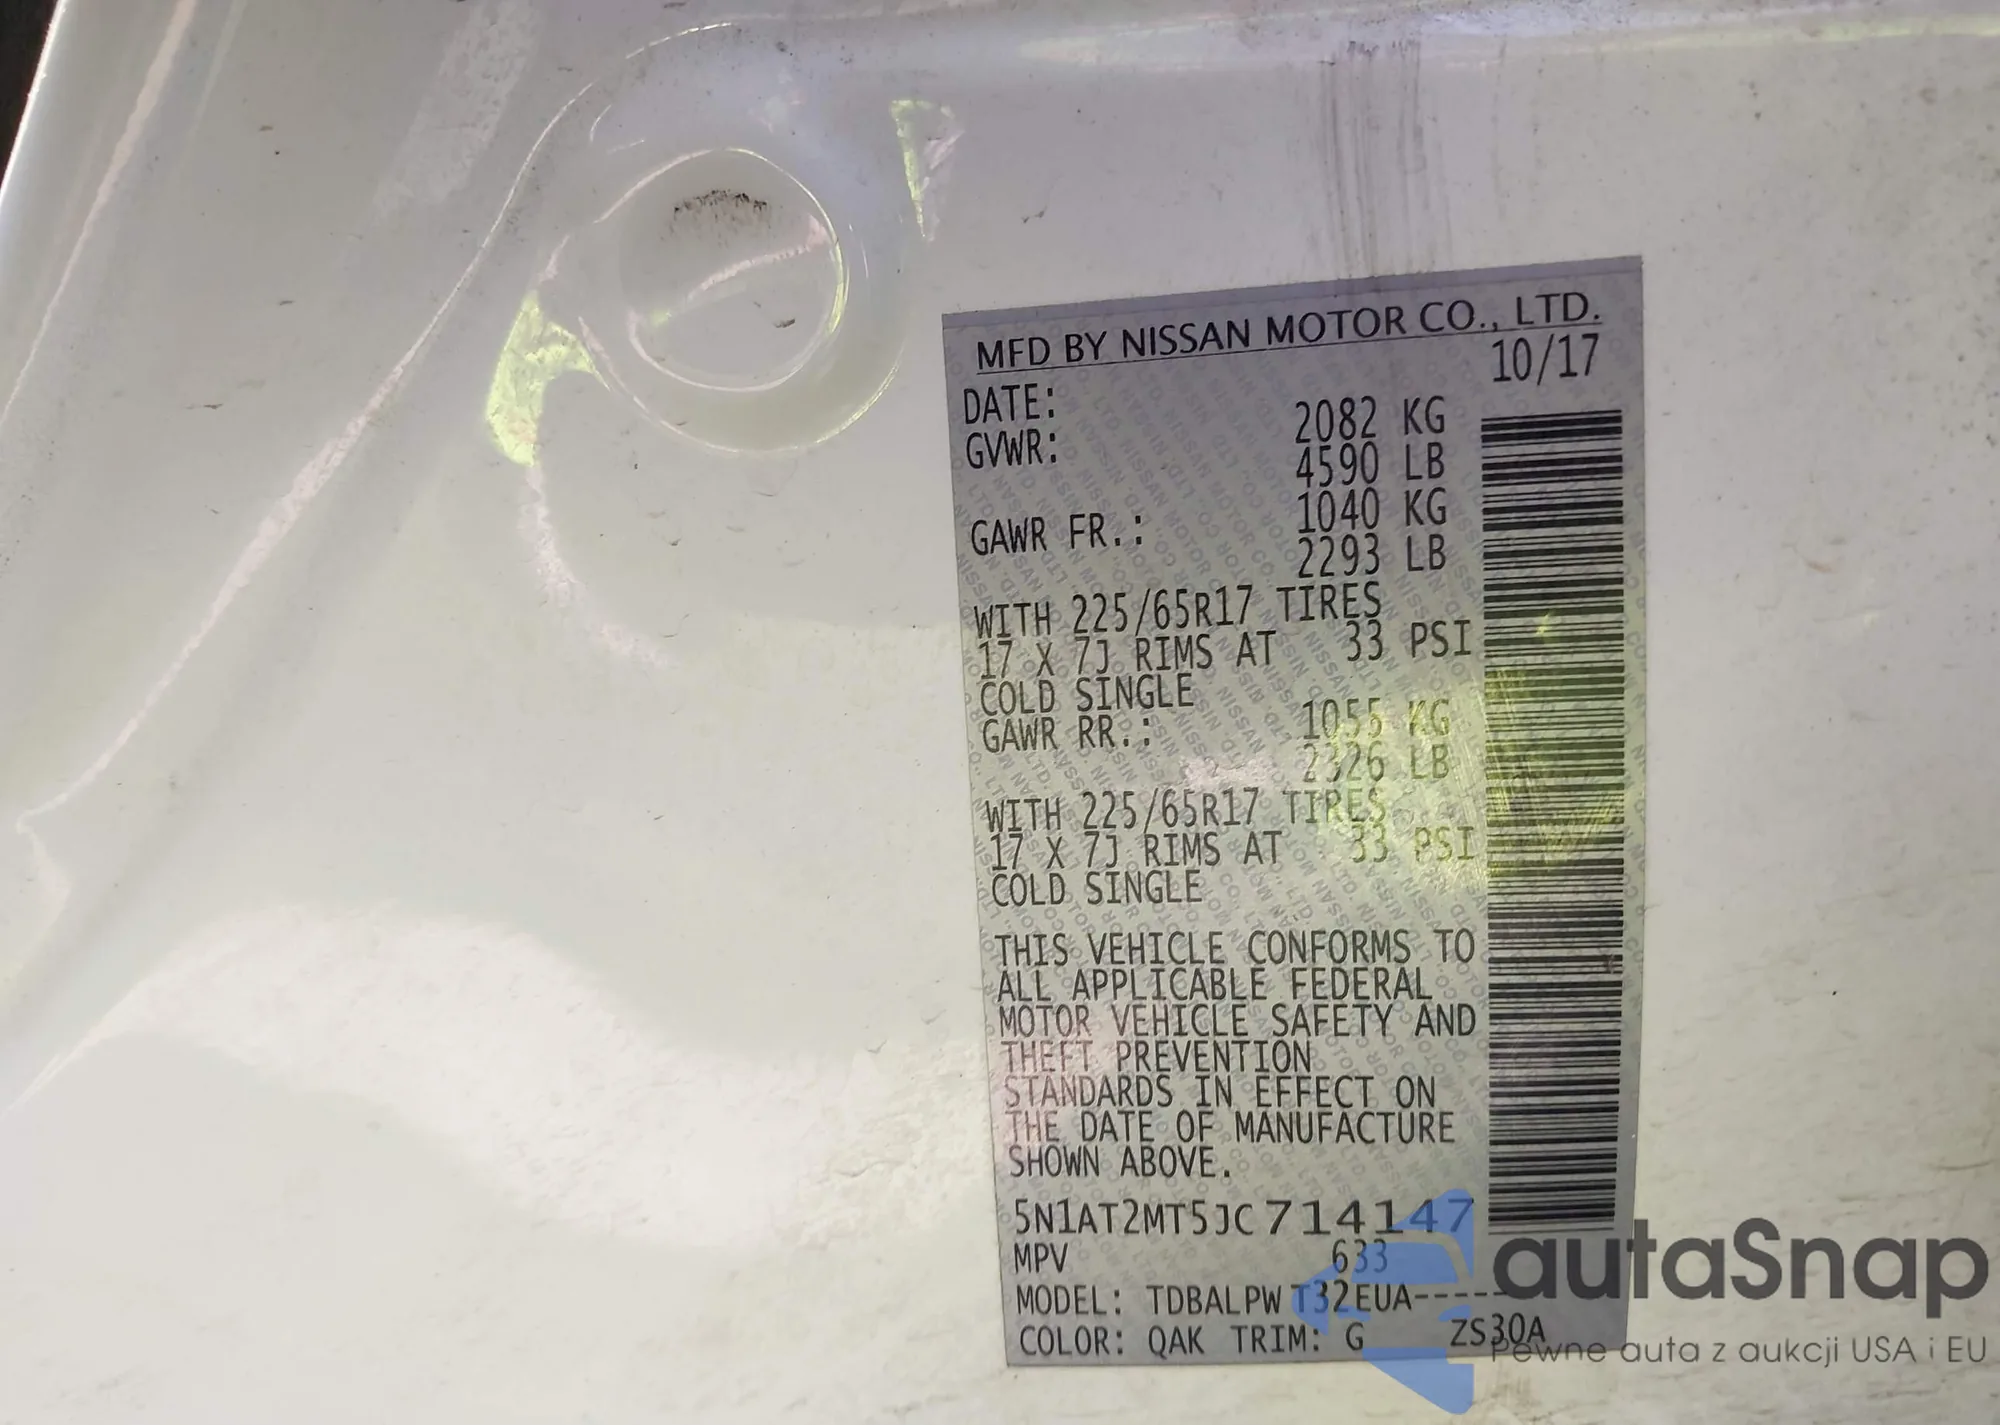 MFD BY NISSAN MOTOR CO., LTD.
DATE: 10/17
GVWR: 2082 KG
4590 LB
GAWR FR.: 1040 KG
2293 LB
WITH 225/65R17 TIRES
17 X 7J RIMS AT 33 PSI
COLD SINGLE
GAWR RR.: 1055 KG
2326 LB
WITH 225/65R17 TIRES
17 X 7J RIMS AT 33 PSI
COLD SINGLE
THIS VEHICLE CONFORMS TO
ALL APPLICABLE FEDERAL
MOTOR VEHICLE SAFETY AND
THEFT PREVENTION
STANDARDS IN EFFECT ON
THE DATE OF MANUFACTURE
SHOWN ABOVE.
5N1AT2MT5JC714147
MPV 633
MODEL: TDBALPWT32EUA-----
COLOR: QAK TRIM: G ZS30A
autaSnap
Pewne auta z aukcji USA i EU